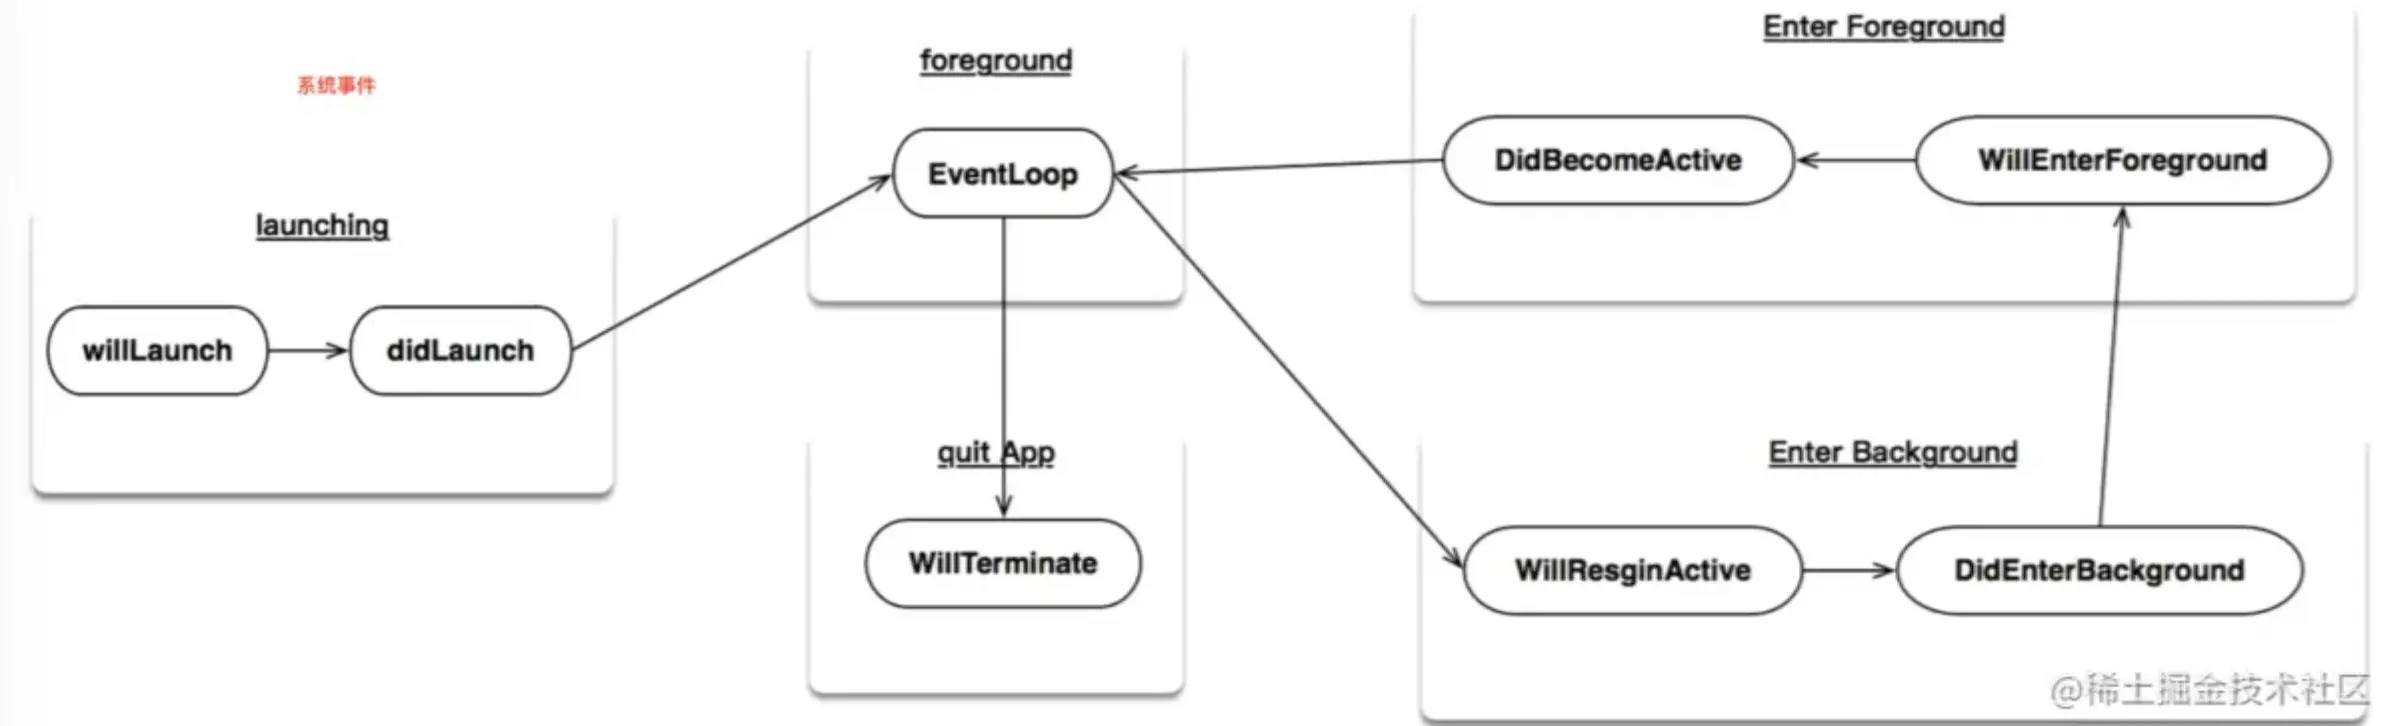 系统事件
launching
willLaunch
didLaunch
foreground
EventLoop
quit App
WillTerminate
Enter Foreground
DidBecomeActive
WillEnterForeground
Enter Background
WillResginActive
DidEnterBackground
@稀土掘金技术社区